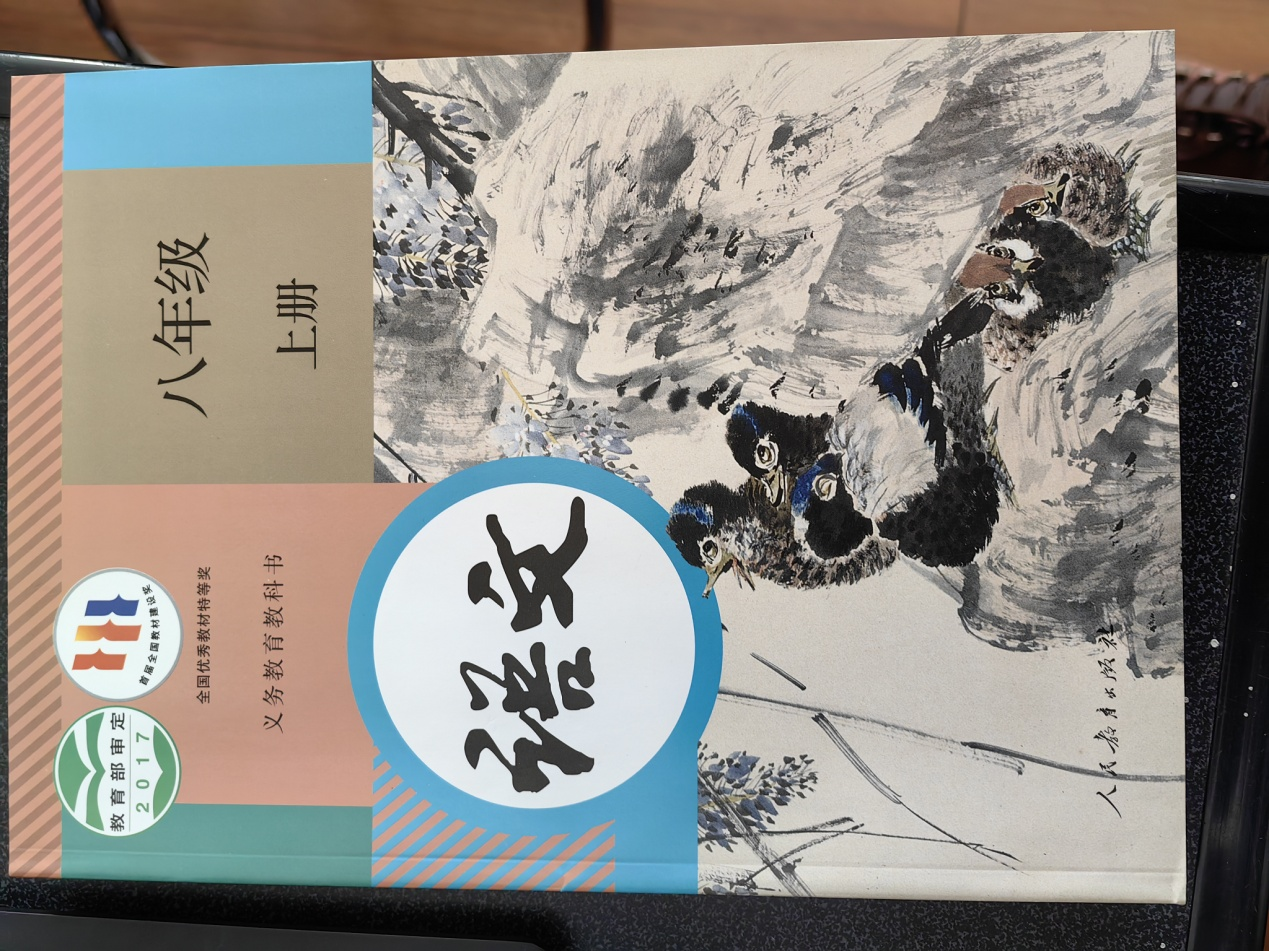 教育部审定
2017
首届全国教材建设奖
全国优秀教材特等奖
义务教育教科书
八年级
上册
语文
人民教育出版社